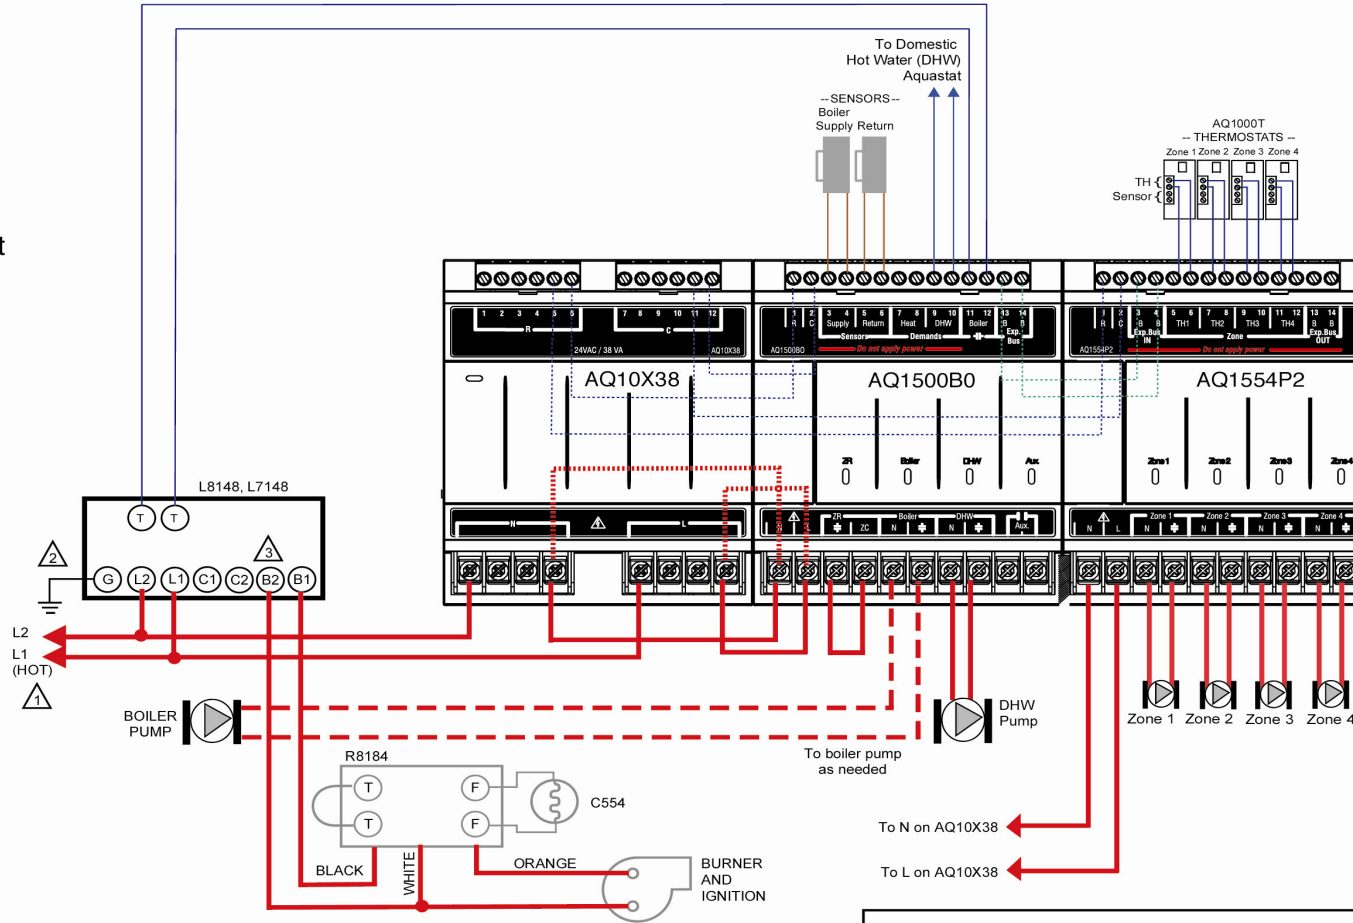 To Domestic
Hot Water (DHW)
Aquastat
--SENSORS--
Boiler
Supply Return
AQ1000T
-- THERMOSTATS --
Zone 1 Zone 2 Zone 3 Zone 4
TH {
Sensor {
t
1 2 3 4 5 6
R
7 8 9 10 11 12
C
24VAC / 38 VA
AQ10X38
1 2 3 4 5 6 7 8 9 10 11 12 13 14
R C Supply Return Heat DHW Boiler B B
Sensors Demands
Exp.
Bus
AQ1500B0
Do not apply power
1 2 3 4 5 6 7 8 9 10 11 12 13 14
R C B B TH1 TH2 TH3 TH4 B B
Exp.Bus
IN
Zone
Exp.Bus
OUT
AQ1554P2
Do not apply power
AQ10X38
AQ1500B0
AQ1554P2
ZR Boiler DHW Aux.
Zone1 Zone2 Zone3 Zone4
L8148, L7148
T T
2
3
G L2 L1 C1 C2 B2 B1
N L
ZR Boiler DHW
ZC N N Aux.
Zone 1 Zone 2 Zone 3 Zone 4
N L N N N N
L2
L1
(HOT)
1
BOILER
PUMP
DHW
Pump
Zone 1 Zone 2 Zone 3 Zone 4
To boiler pump
as needed
R8184
T F
T F
C554
To N on AQ10X38
To L on AQ10X38
BLACK
WHITE
ORANGE
BURNER
AND
IGNITION